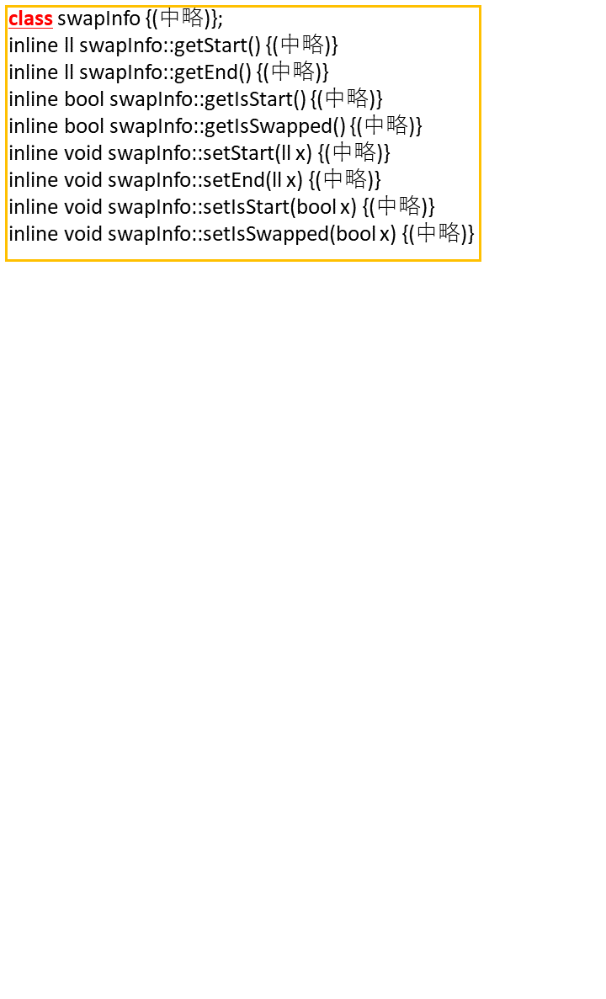 class swapInfo {(中略)};
inline ll swapInfo::getStart() {(中略)}
inline ll swapInfo::getEnd() {(中略)}
inline bool swapInfo::getIsStart() {(中略)}
inline bool swapInfo::getIsSwapped() {(中略)}
inline void swapInfo::setStart(ll x) {(中略)}
inline void swapInfo::setEnd(ll x) {(中略)}
inline void swapInfo::setIsStart(bool x) {(中略)}
inline void swapInfo::setIsSwapped(bool x) {(中略)}